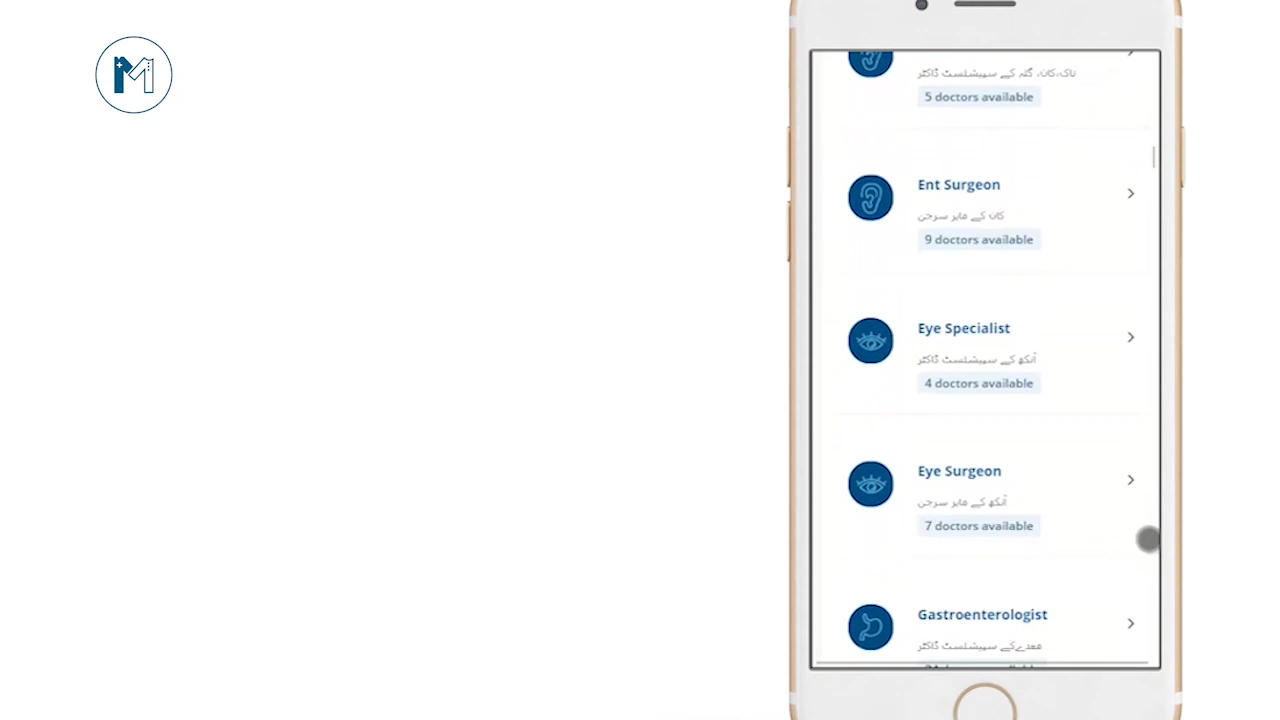 M
ناک،کان، گلہ کے سپیشلسٹ ڈاکٹر
5 doctors available
Ent Surgeon
کان کے ماہر سرجن
9 doctors available
Eye Specialist
آنکھ کے سپیشلسٹ ڈاکٹر
4 doctors available
Eye Surgeon
آنکھ کے ماہر سرجن
7 doctors available
Gastroenterologist
معدےکے سپیشلسٹ ڈاکٹر